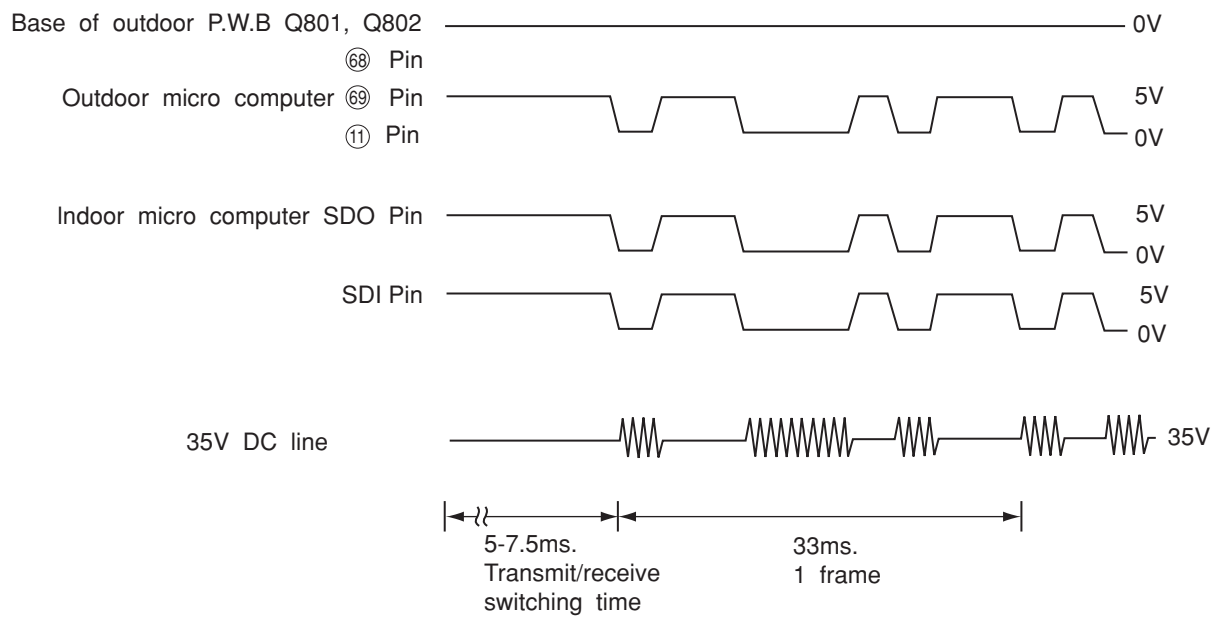 Base of outdoor P.W.B Q801, Q802
0V
68 Pin
Outdoor micro computer 69 Pin
5V
11 Pin
0V
Indoor micro computer SDO Pin
5V
0V
SDI Pin
5V
0V
35V DC line
35V
5-7.5ms.
Transmit/receive
switching time
33ms.
1 frame